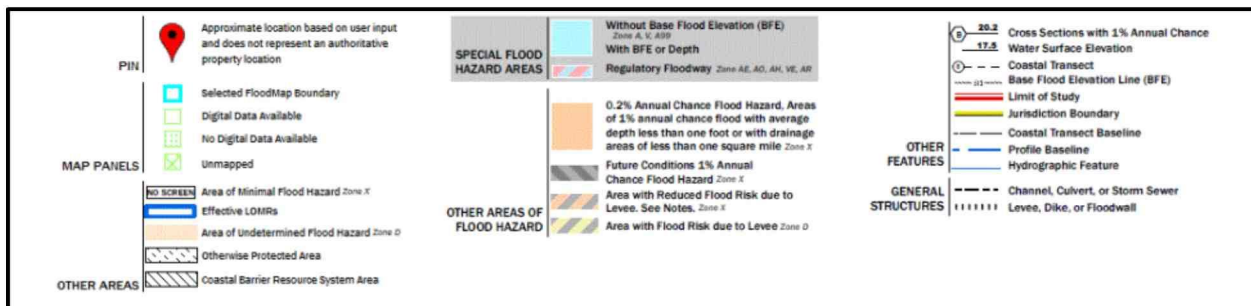 Approximate location based on user input
and does not represent an authoritative
property location
PIN
Selected FloodMap Boundary
Digital Data Available
No Digital Data Available
Unmapped
MAP PANELS
NO SCREEN Area of Minimal Flood Hazard Zone X
Effective LOMRs
Area of Undetermined Flood Hazard Zone D
Otherwise Protected Area
Coastal Barrier Resource System Area
OTHER AREAS
SPECIAL FLOOD
HAZARD AREAS
Without Base Flood Elevation (BFE)
Zone A, V, A99
With BFE or Depth
Regulatory Floodway Zone AE, AO, AH, VE, AR
0.2% Annual Chance Flood Hazard, Areas
of 1% annual chance flood with average
depth less than one foot or with drainage
areas of less than one square mile Zone X
Future Conditions 1% Annual
Chance Flood Hazard Zone X
Area with Reduced Flood Risk due to
Levee. See Notes. Zone X
Area with Flood Risk due to Levee Zone D
OTHER AREAS OF
FLOOD HAZARD
B 20.2 Cross Sections with 1% Annual Chance
17.5 Water Surface Elevation
Coastal Transect
Base Flood Elevation Line (BFE)
Limit of Study
Jurisdiction Boundary
Coastal Transect Baseline
Profile Baseline
Hydrographic Feature
OTHER
FEATURES
GENERAL
STRUCTURES
Channel, Culvert, or Storm Sewer
Levee, Dike, or Floodwall